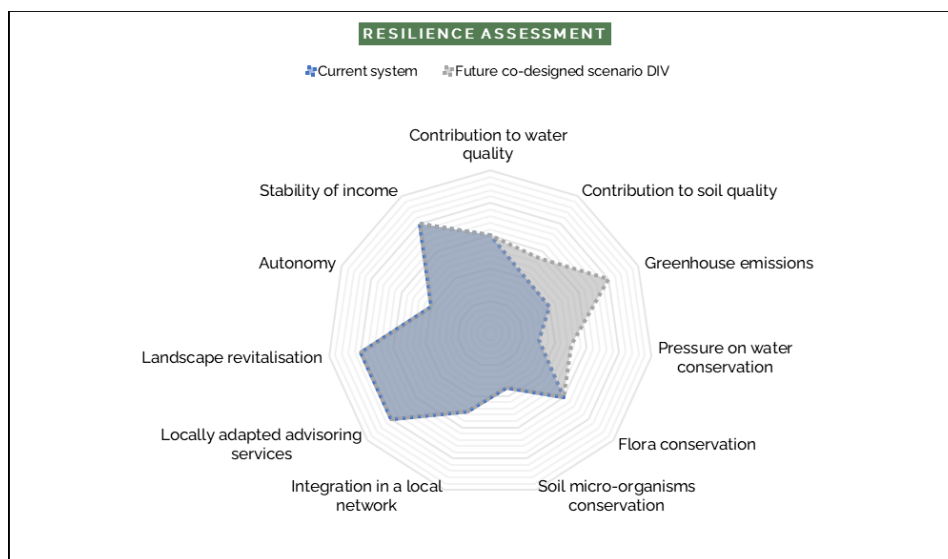 RESILIENCE ASSESSMENT
Current system
Future co-designed scenario DIV
Contribution to water
quality
Stability of income
Contribution to soil quality
Autonomy
Greenhouse emissions
Landscape revitalisation
Pressure on water
conservation
Locally adapted advisoring
services
Flora conservation
Integration in a local
network
Soil micro-organisms
conservation